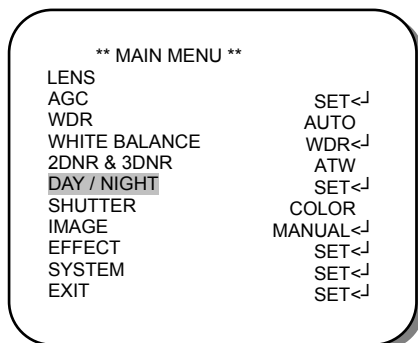 ** MAIN MENU **
LENS
AGC SET<┘
WDR AUTO
WHITE BALANCE WDR<┘
2DNR & 3DNR ATW
DAY / NIGHT SET<┘
SHUTTER COLOR
IMAGE MANUAL<┘
EFFECT SET<┘
SYSTEM SET<┘
EXIT SET<┘